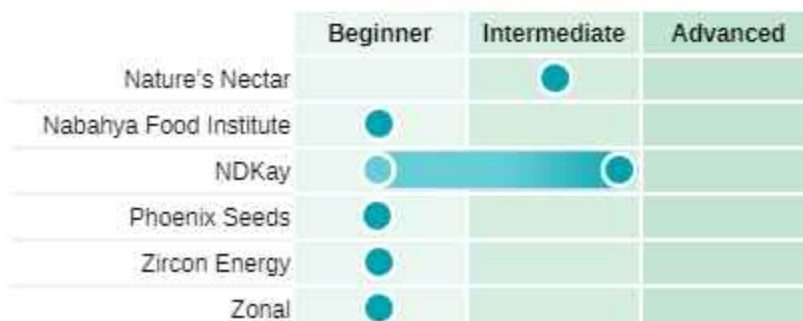 Beginner Intermediate Advanced
Nature's Nectar
Nabahya Food Institute
NDKay
Phoenix Seeds
Zircon Energy
Zonal